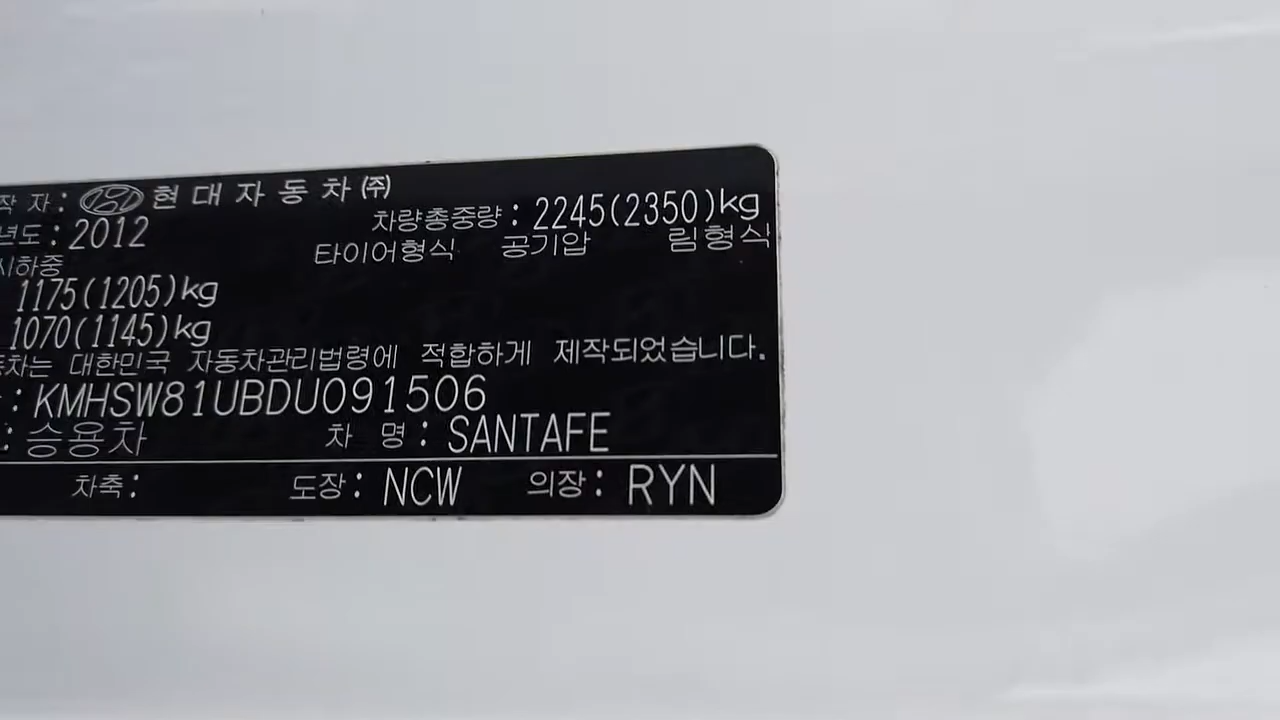 작 자 : 현 대 자 동 차 ㈜
년도 : 2012 차량총중량 : 2245(2350)kg
시하중 타이어형식 공기압 림형식
1175(1205)kg
1070(1145)kg
동차는 대한민국 자동차관리법령에 적합하게 제작되었습니다.
: KMHSW81UBDU091506
: 승용차 차 명 : SANTAFE
차축: 도장: NCW 의장: RYN